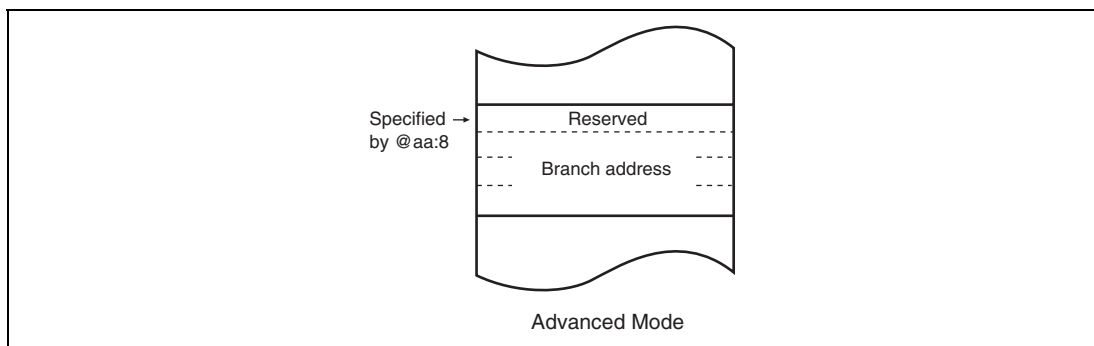 Specified
by @aa:8
Reserved
Branch address
Advanced Mode